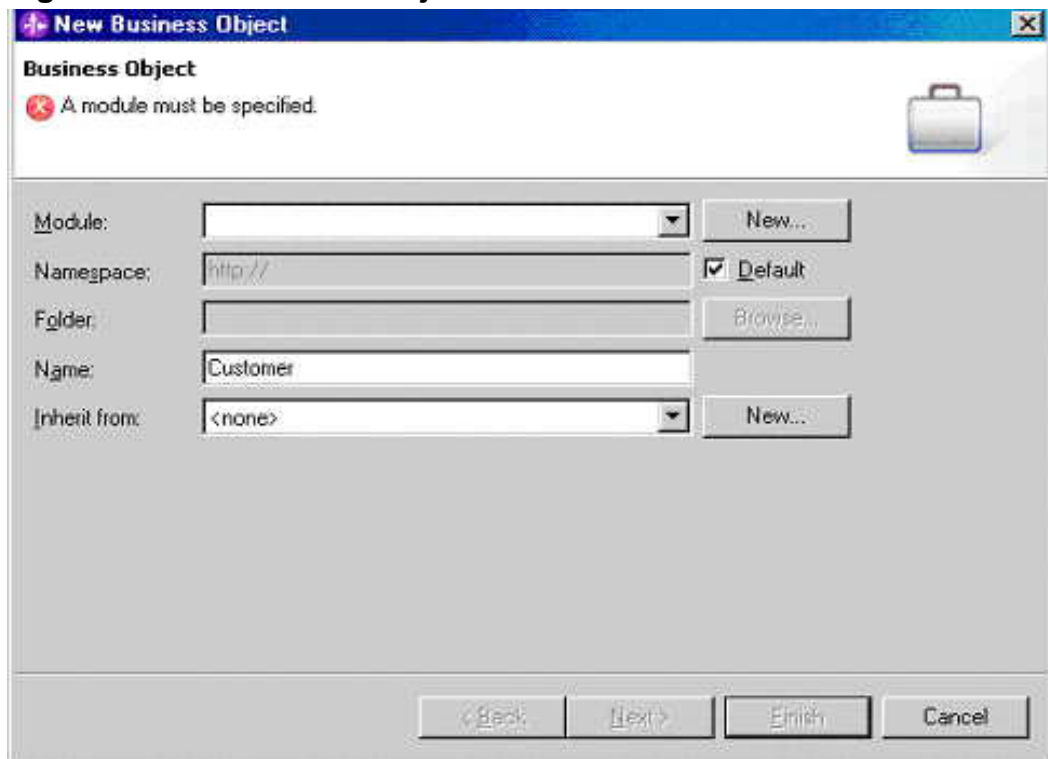 New Business Object
Business Object
A module must be specified.
Module:
New...
Namespace:
http://
Default
Folder:
Browse...
Name:
Customer
Inherit from:
<none>
New...
< Back
Next >
Finish
Cancel